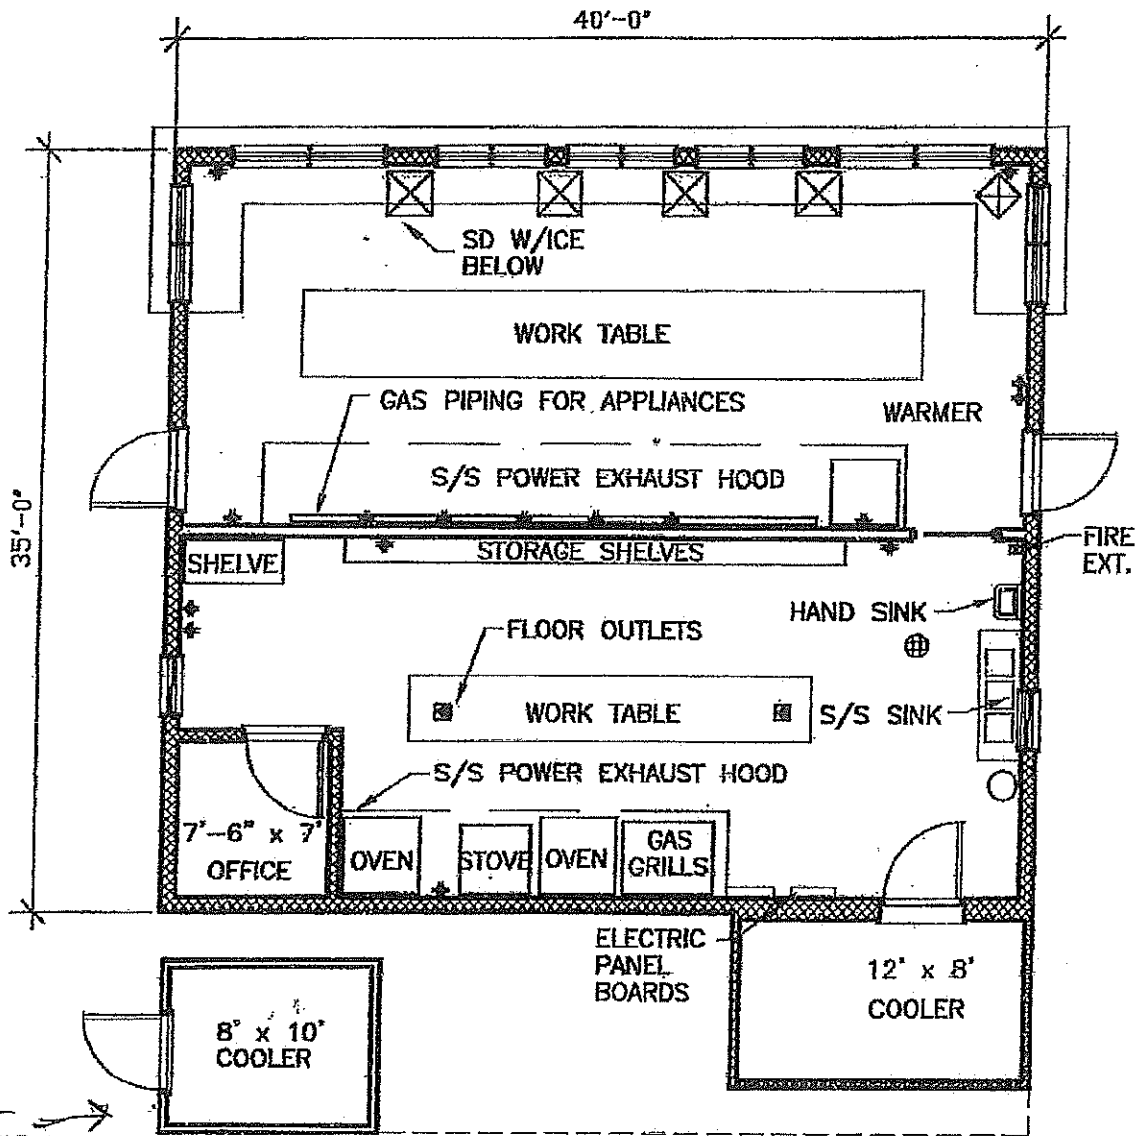 40'-0"
SD W/ICE
BELOW
WORK TABLE
GAS PIPING FOR APPLIANCES
WARMER
S/S POWER EXHAUST HOOD
35'-0"
SHELVE
STORAGE SHELVES
FIRE
EXT.
HAND SINK
FLOOR OUTLETS
WORK TABLE
S/S SINK
S/S POWER EXHAUST HOOD
7'-6" x 7'
OFFICE
OVEN
STOVE
OVEN
GAS
GRILLS
ELECTRIC
PANEL
BOARDS
12' x 8'
COOLER
8' x 10'
COOLER